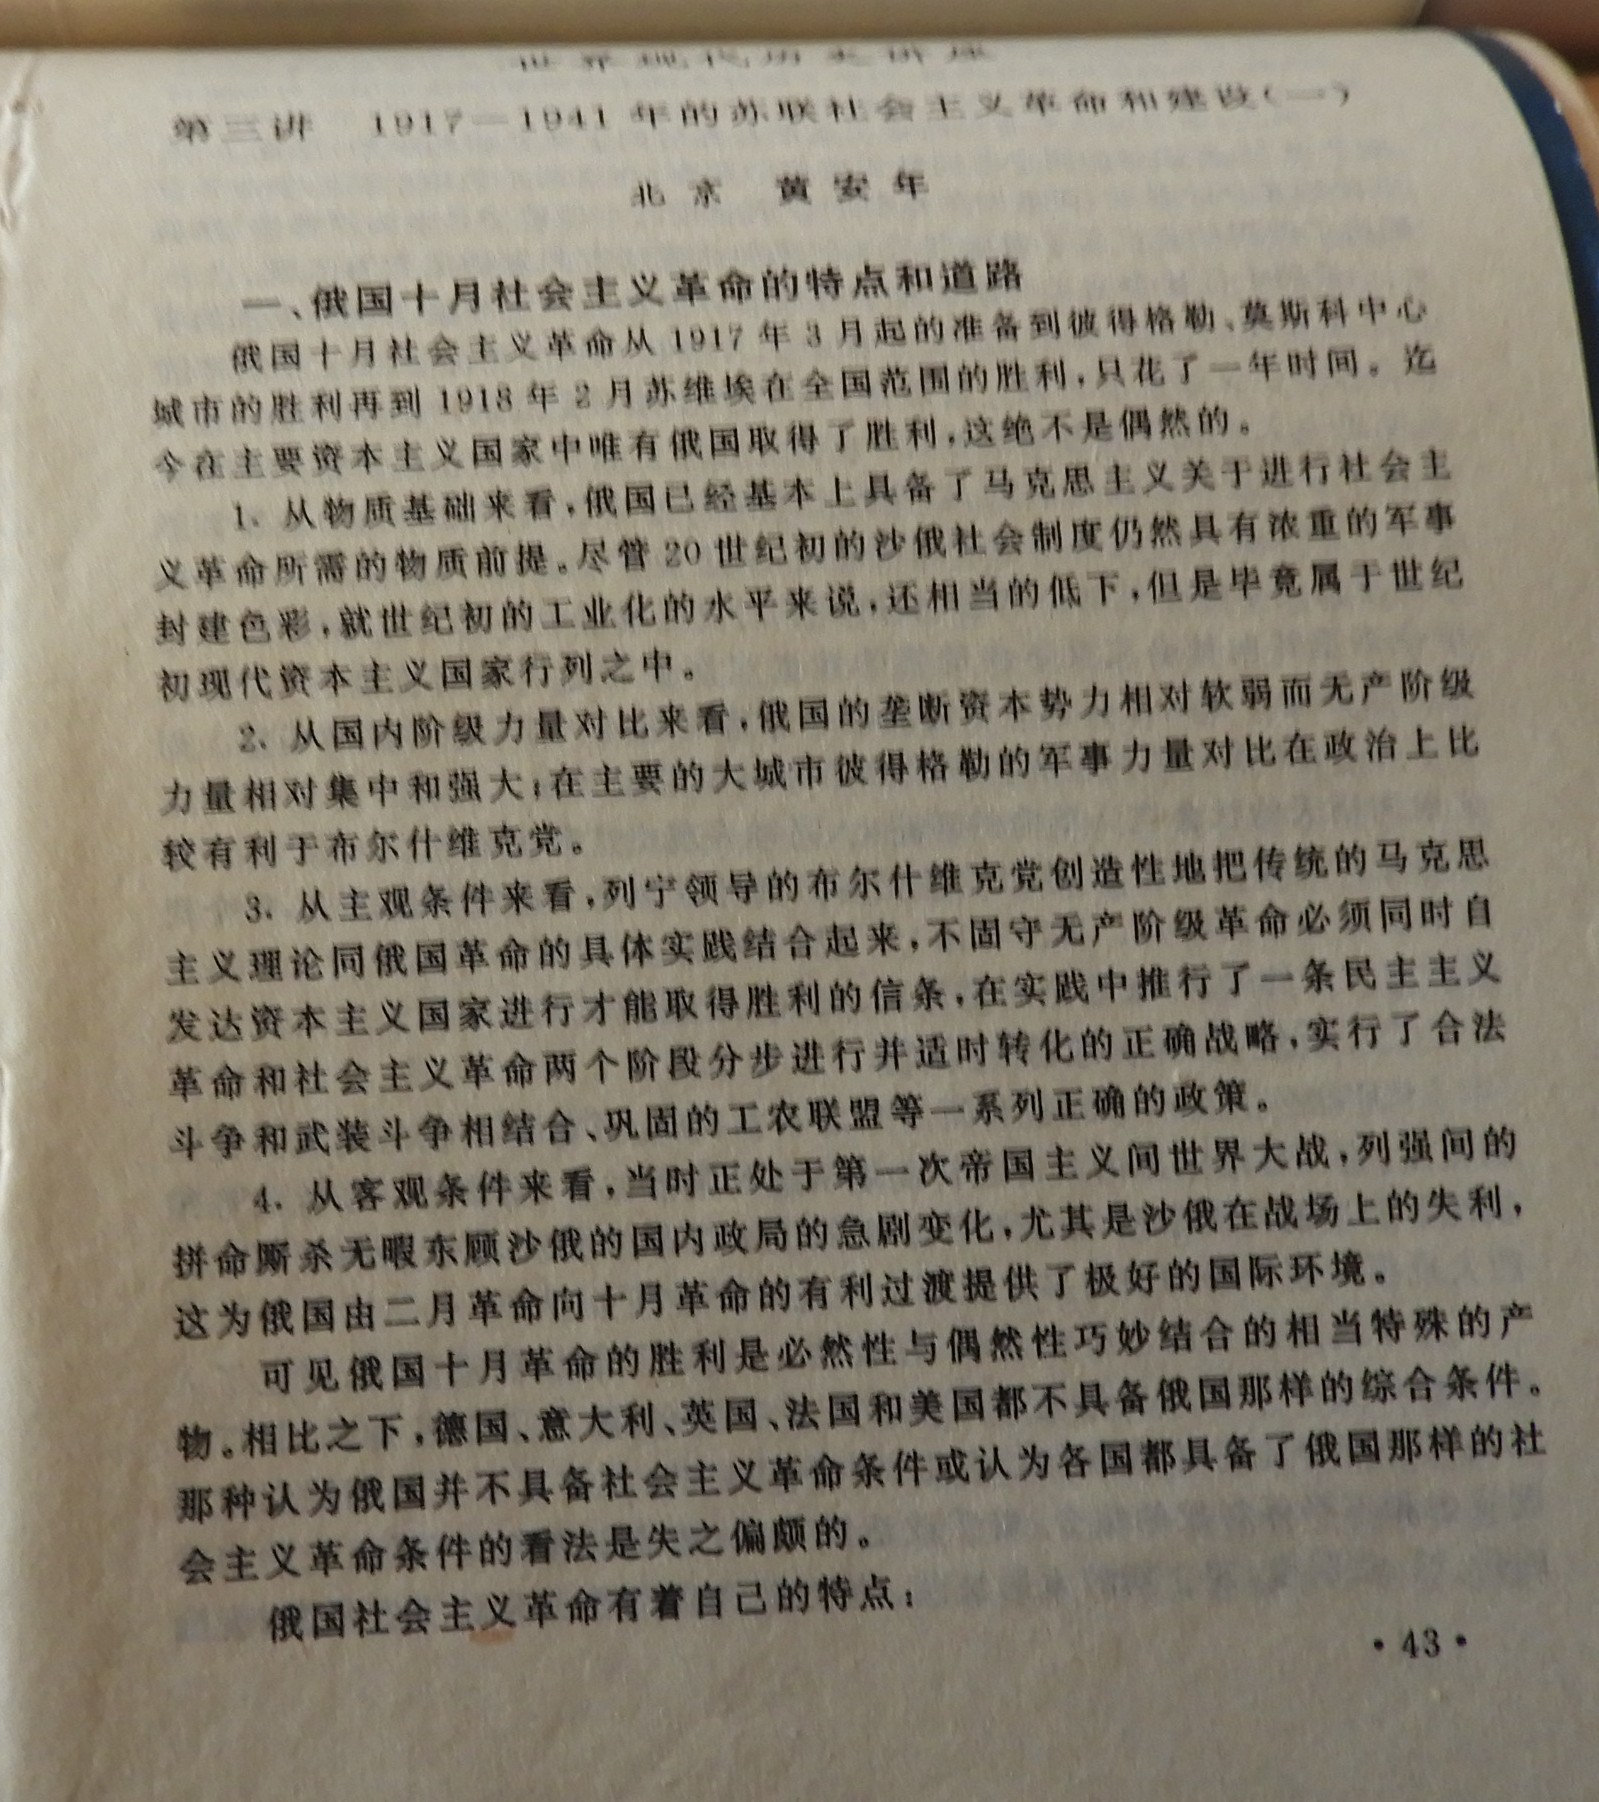 世界现代历史讲座
第三讲 1917—1941年的苏联社会主义革命和建设(一)
北京 黄安年
一、俄国十月社会主义革命的特点和道路
俄国十月社会主义革命从1917年3月起的准备到彼得格勒、莫斯科中心
城市的胜利再到1918年2月苏维埃在全国范围的胜利,只花了一年时间。迄
今在主要资本主义国家中唯有俄国取得了胜利,这绝不是偶然的。
1. 从物质基础来看,俄国已经基本上具备了马克思主义关于进行社会主
义革命所需的物质前提。尽管20世纪初的沙俄社会制度仍然具有浓重的军事
封建色彩,就世纪初的工业化的水平来说,还相当的低下,但是毕竟属于世纪
初现代资本主义国家行列之中。
2. 从国内阶级力量对比来看,俄国的垄断资本势力相对软弱而无产阶级
力量相对集中和强大;在主要的大城市彼得格勒的军事力量对比在政治上比
较有利于布尔什维克党。
3. 从主观条件来看,列宁领导的布尔什维克党创造性地把传统的马克思
主义理论同俄国革命的具体实践结合起来,不固守无产阶级革命必须同时自
发达资本主义国家进行才能取得胜利的信条,在实践中推行了一条民主主义
革命和社会主义革命两个阶段分步进行并适时转化的正确战略,实行了合法
斗争和武装斗争相结合、巩固的工农联盟等一系列正确的政策。
4. 从客观条件来看,当时正处于第一次帝国主义间世界大战,列强间的
拼命厮杀无暇东顾沙俄的国内政局的急剧变化,尤其是沙俄在战场上的失利,
这为俄国由二月革命向十月革命的有利过渡提供了极好的国际环境。
可见俄国十月革命的胜利是必然性与偶然性巧妙结合的相当特殊的产
物。相比之下,德国、意大利、英国、法国和美国都不具备俄国那样的综合条件。
那种认为俄国并不具备社会主义革命条件或认为各国都具备了俄国那样的社
会主义革命条件的看法是失之偏颇的。
俄国社会主义革命有着自己的特点:
·43·